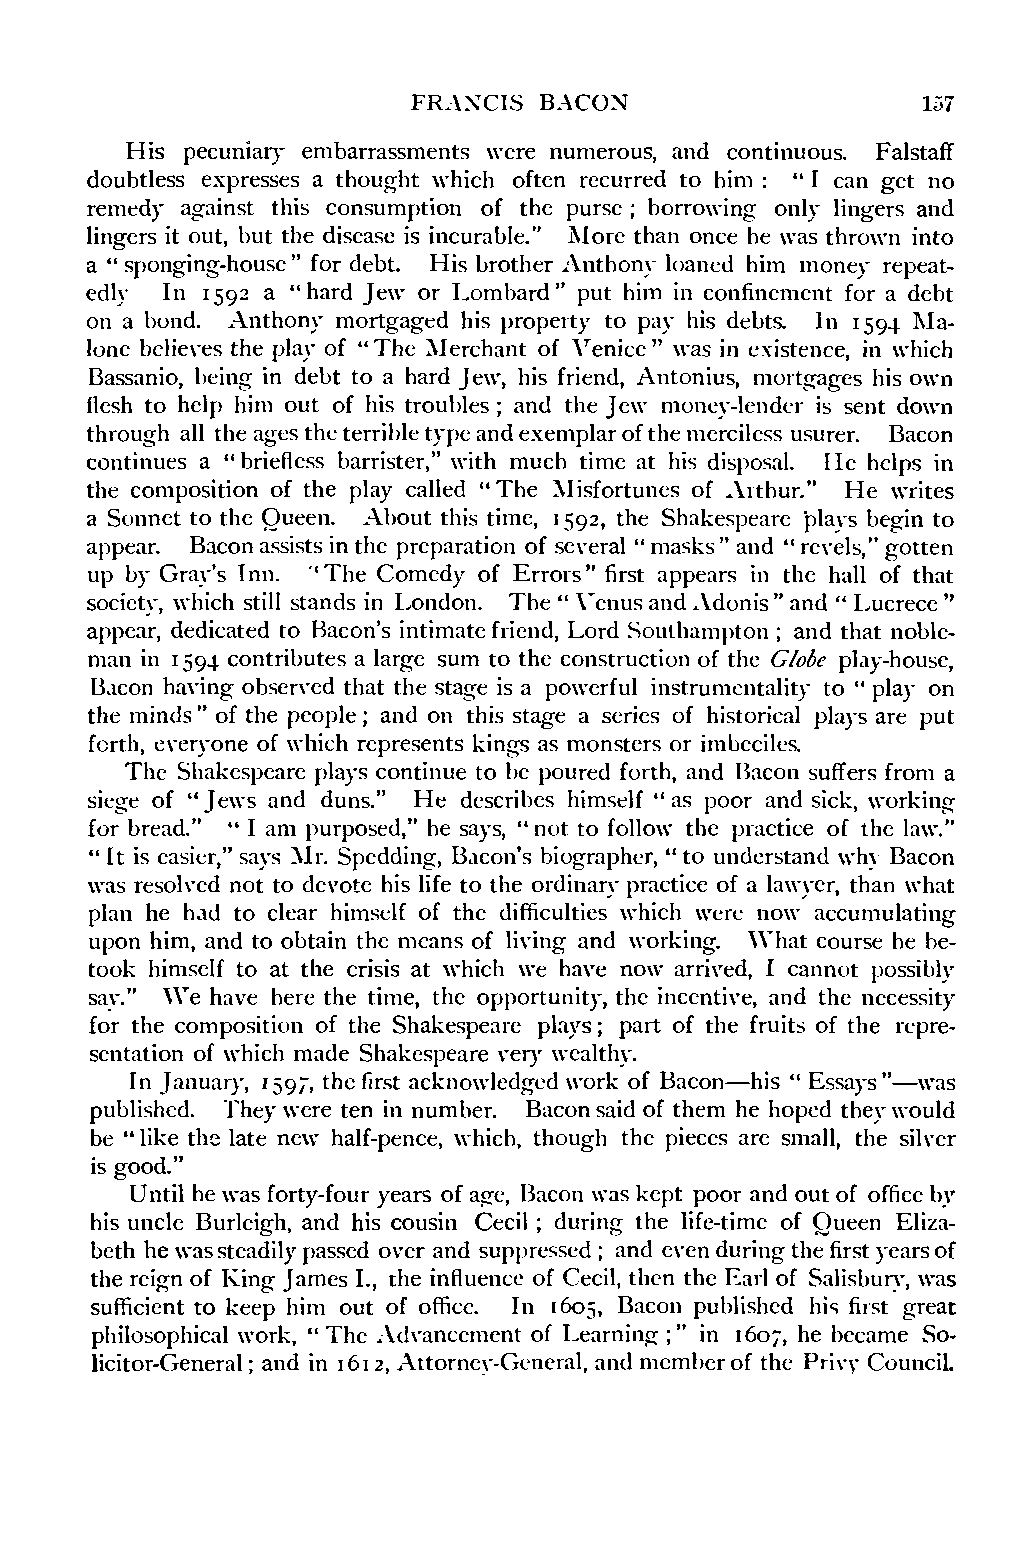 FRANCIS BACON 157
His pecuniary embarrassments were numerous, and continuous. Falstaff
doubtless expresses a thought which often recurred to him : “ I can get no
remedy against this consumption of the purse ; borrowing only lingers and
lingers it out, but the disease is incurable.” More than once he was thrown into
a “ sponging-house ” for debt. His brother Anthony loaned him money repeat-
edly In 1592 a “ hard Jew or Lombard ” put him in confinement for a debt
on a bond. Anthony mortgaged his property to pay his debts. In 1594 Ma-
lone believes the play of “ The Merchant of Venice ” was in existence, in which
Bassanio, being in debt to a hard Jew, his friend, Antonius, mortgages his own
flesh to help him out of his troubles ; and the Jew money-lender is sent down
through all the ages the terrible type and exemplar of the merciless usurer. Bacon
continues a “ briefless barrister,” with much time at his disposal. He helps in
the composition of the play called “ The Misfortunes of Arthur.” He writes
a Sonnet to the Queen. About this time, 1592, the Shakespeare plays begin to
appear. Bacon assists in the preparation of several “ masks ” and “ revels,” gotten
up by Gray’s Inn. “ The Comedy of Errors ” first appears in the hall of that
society, which still stands in London. The “ Venus and Adonis ” and “ Lucrece ”
appear, dedicated to Bacon’s intimate friend, Lord Southampton ; and that noble-
man in 1594 contributes a large sum to the construction of the Globe play-house,
Bacon having observed that the stage is a powerful instrumentality to “ play on
the minds ” of the people ; and on this stage a series of historical plays are put
forth, everyone of which represents kings as monsters or imbeciles.
The Shakespeare plays continue to be poured forth, and Bacon suffers from a
siege of “ Jews and duns.” He describes himself “ as poor and sick, working
for bread.” “ I am purposed,” he says, “ not to follow the practice of the law.”
“ It is easier,” says Mr. Spedding, Bacon’s biographer, “ to understand why Bacon
was resolved not to devote his life to the ordinary practice of a lawyer, than what
plan he had to clear himself of the difficulties which were now accumulating
upon him, and to obtain the means of living and working. What course he be-
took himself to at the crisis at which we have now arrived, I cannot possibly
say.” We have here the time, the opportunity, the incentive, and the necessity
for the composition of the Shakespeare plays ; part of the fruits of the repre-
sentation of which made Shakespeare very wealthy.
In January, 1597, the first acknowledged work of Bacon—his “ Essays ”—was
published. They were ten in number. Bacon said of them he hoped they would
be “ like the late new half-pence, which, though the pieces are small, the silver
is good.”
Until he was forty-four years of age, Bacon was kept poor and out of office by
his uncle Burleigh, and his cousin Cecil ; during the life-time of Queen Eliza-
beth he was steadily passed over and suppressed ; and even during the first years of
the reign of King James I., the influence of Cecil, then the Earl of Salisbury, was
sufficient to keep him out of office. In 1605, Bacon published his first great
philosophical work, “ The Advancement of Learning ; ” in 1607, he became So-
licitor-General ; and in 1612, Attorney-General, and member of the Privy Council.